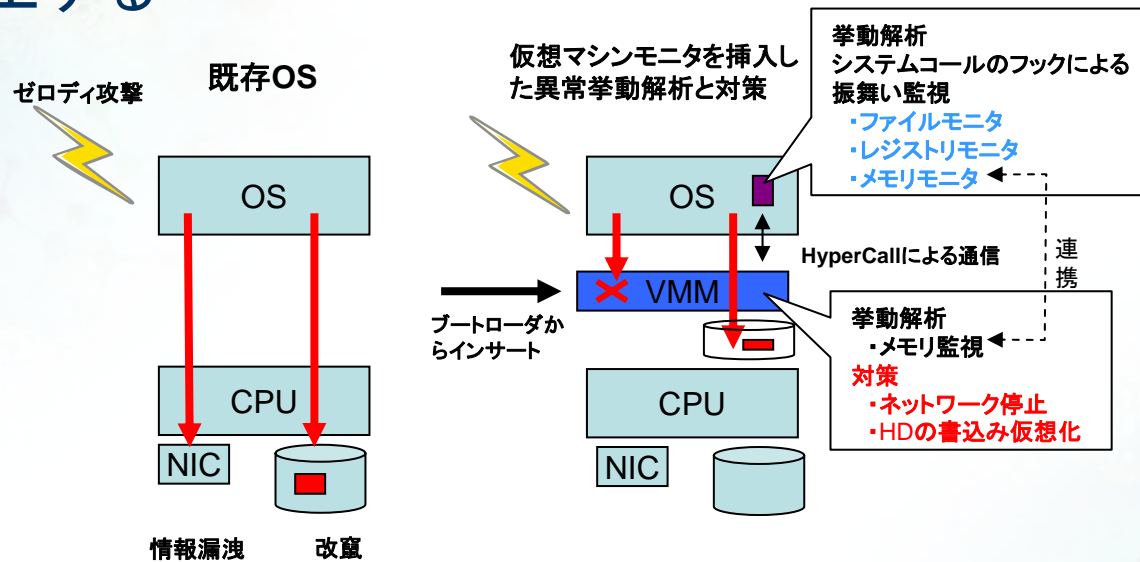 既存OS
ゼロディ攻撃
OS
CPU
NIC
情報漏洩
改竄
仮想マシンモニタを挿入し
た異常挙動解析と対策
OS
HyperCallによる通信
VMM
ブートローダか
らインサート
CPU
NIC
挙動解析
システムコールのフックによる
振舞い監視
・ファイルモニタ
・レジストリモニタ
・メモリモニタ
連
携
挙動解析
・メモリ監視
対策
・ネットワーク停止
・HDの書込み仮想化